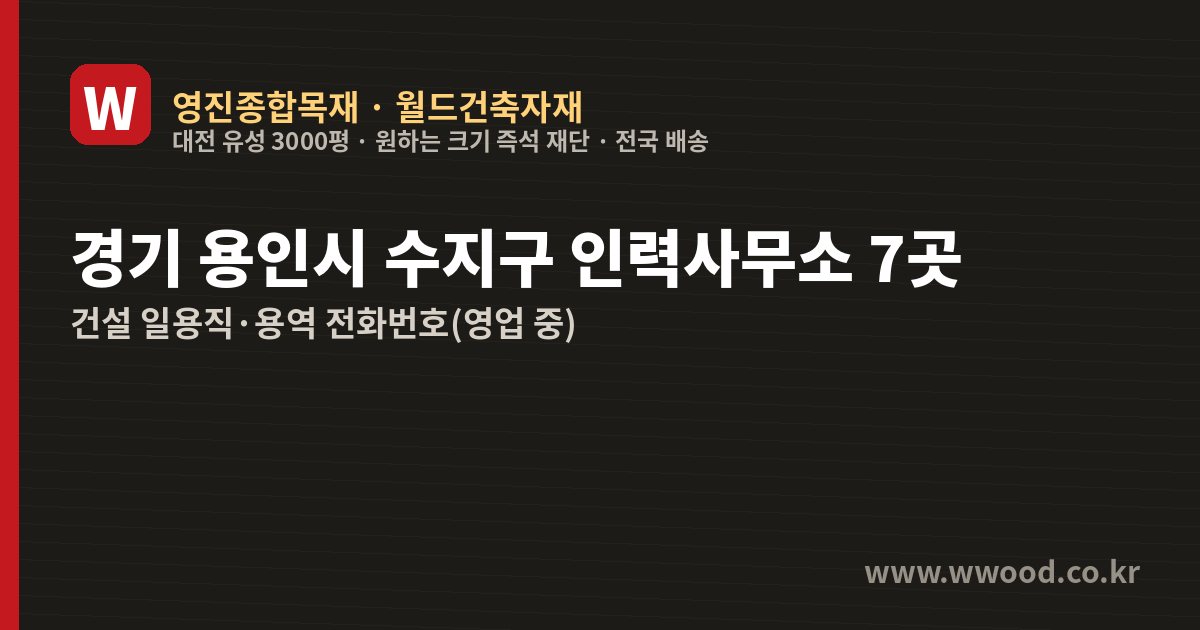 W
영진종합목재 · 월드건축자재
대전 유성 3000평 · 원하는 크기 즉석 재단 · 전국 배송
경기 용인시 수지구 인력사무소 7곳
건설 일용직·용역 전화번호(영업 중)
www.wwood.co.kr